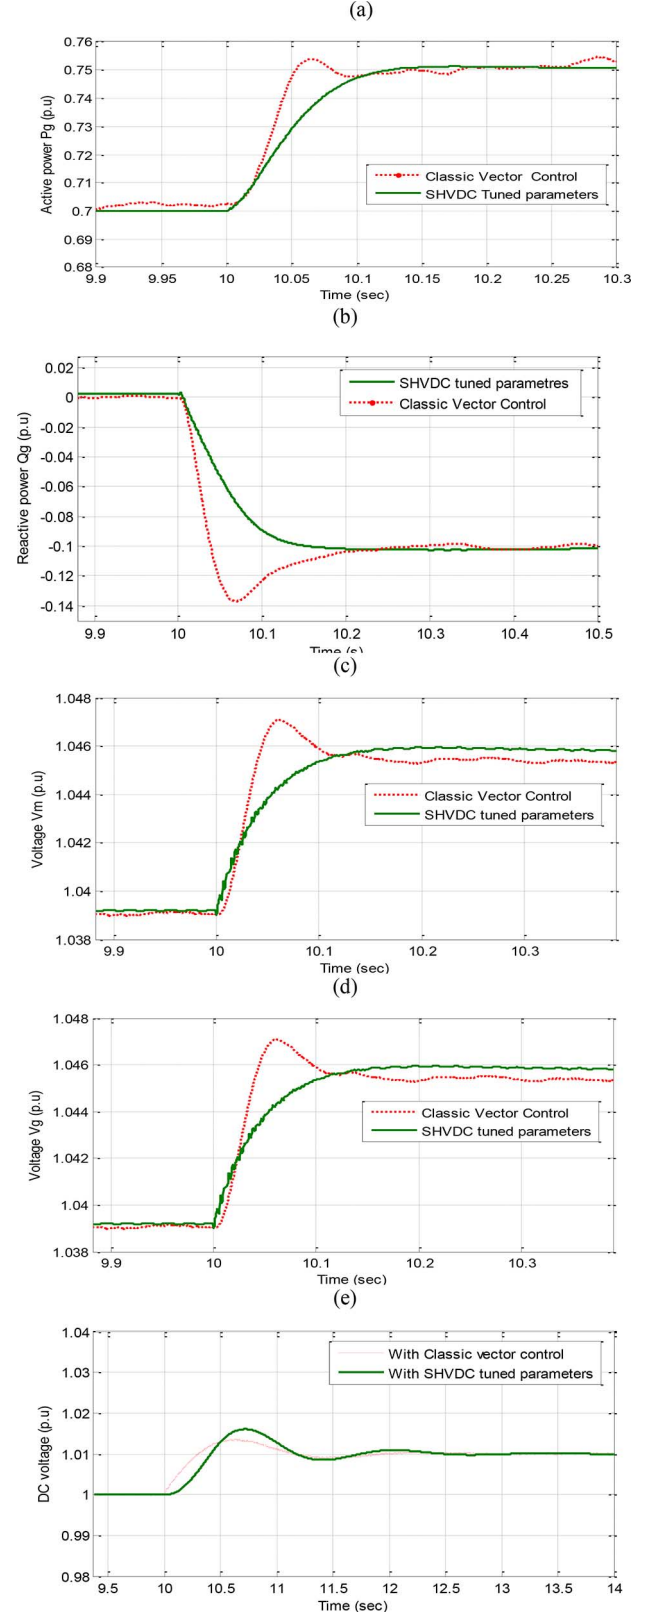 (a)
0.76
0.75
0.74
0.73
0.72
0.71
0.7
0.69
0.68
Active power Pg (p.u)
Classic Vector Control
SHVDC Tuned parameters
9.9 9.95 10 10.05 10.1 10.15 10.2 10.25 10.3
Time (sec)
(b)
0.02
0
-0.02
-0.04
-0.06
-0.08
-0.1
-0.12
-0.14
Reactive power Qg (p.u)
SHVDC tuned parametres
Classic Vector Control
9.9 10 10.1 10.2 10.3 10.4 10.5
Time (s)
(c)
1.048
1.046
1.044
1.042
1.04
1.038
Voltage Vm (p.u)
Classic Vector Control
SHVDC tuned parameters
9.9 10 10.1 10.2 10.3
Time (sec)
(d)
1.048
1.046
1.044
1.042
1.04
1.038
Voltage Vg (p.u)
Classic Vector Control
SHVDC tuned parameters
9.9 10 10.1 10.2 10.3
Time (sec)
(e)
1.04
1.03
1.02
1.01
1
0.99
0.98
DC voltage (p.u)
With Classic vector control
With SHVDC tuned parameters
9.5 10 10.5 11 11.5 12 12.5 13 13.5 14
Time (sec)